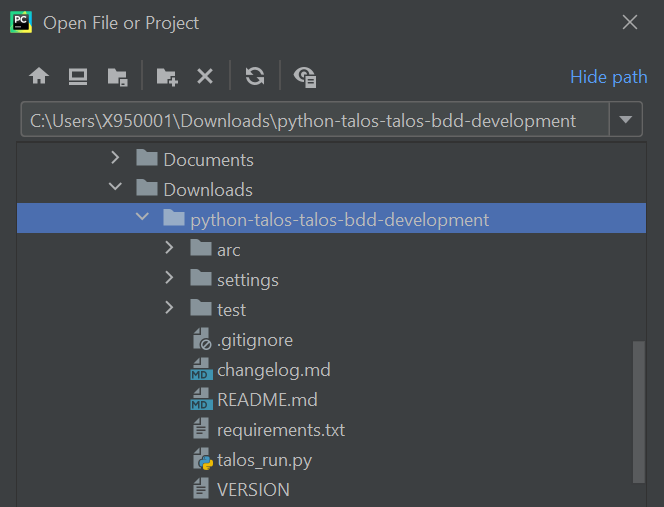 PC
Open File or Project
Hide path
C:\Users\X950001\Downloads\python-talos-talos-bdd-development
Documents
Downloads
python-talos-talos-bdd-development
arc
settings
test
.gitignore
MD changelog.md
MD README.md
requirements.txt
talos_run.py
VERSION